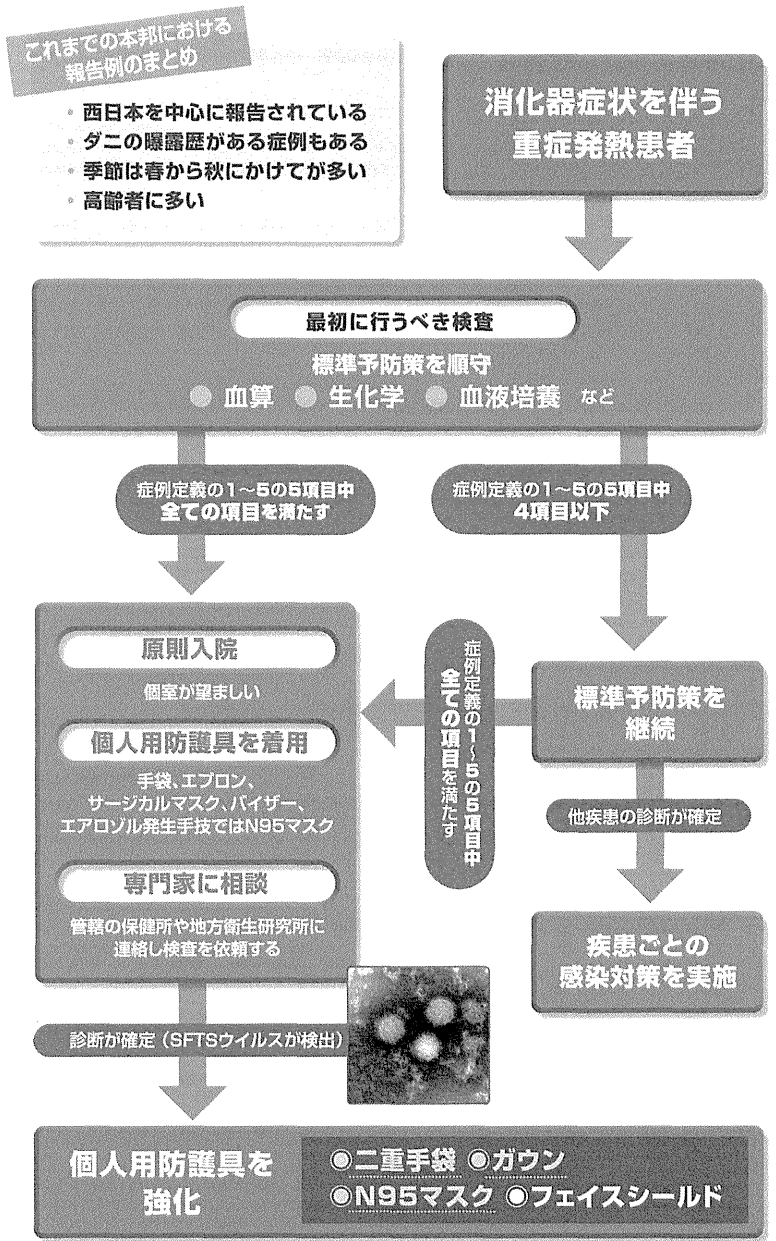 これまでの本邦における
報告例のまとめ
・西日本を中心に報告されている
・ダニの曝露歴がある症例もある
・季節は春から秋にかけてが多い
・高齢者に多い
消化器症状を伴う
重症発熱患者
最初に行うべき検査
標準予防策を順守
●血算 ●生化学 ●血液培養 など
症例定義の1〜5の5項目中
全ての項目を満たす
症例定義の1〜5の5項目中
4項目以下
原則入院
個室が望ましい
個人用防護具を着用
手袋、エプロン、
サージカルマスク、バイザー、
エアロゾル発生手技ではN95マスク
専門家に相談
管轄の保健所や地方衛生研究所に
連絡し検査を依頼する
症例定義の1〜5の5項目中
全ての項目を満たす
標準予防策を
継続
他疾患の診断が確定
疾患ごとの
感染対策を実施
診断が確定（SFTSウイルスが検出）
個人用防護具を
強化
◎二重手袋 ◎ガウン
◎N95マスク ◎フェイスシールド